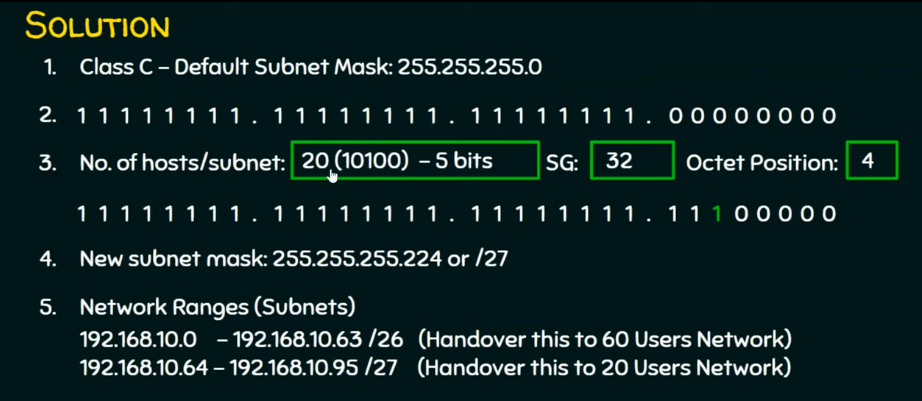 SOLUTION
1. Class C – Default Subnet Mask: 255.255.255.0
2. 1 1 1 1 1 1 1 1 . 1 1 1 1 1 1 1 1 . 1 1 1 1 1 1 1 1 . 0 0 0 0 0 0 0 0
3. No. of hosts/subnet: 20 (10100) – 5 bits SG: 32 Octet Position: 4
1 1 1 1 1 1 1 1 . 1 1 1 1 1 1 1 1 . 1 1 1 1 1 1 1 1 . 1 1 1 0 0 0 0 0
4. New subnet mask: 255.255.255.224 or /27
5. Network Ranges (Subnets)
192.168.10.0 – 192.168.10.63 /26 (Handover this to 60 Users Network)
192.168.10.64 – 192.168.10.95 /27 (Handover this to 20 Users Network)